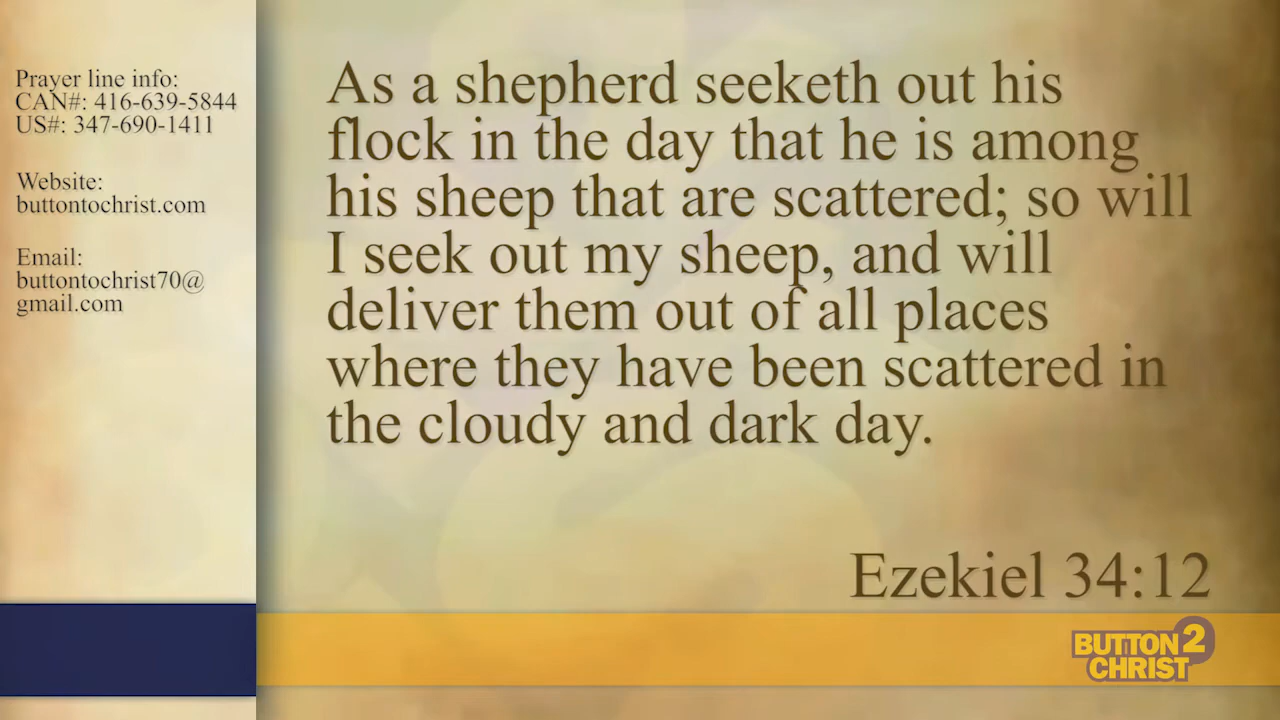 Prayer line info:
CAN#: 416-639-5844
US#: 347-690-1411
Website:
buttontochrist.com
Email:
buttontochrist70@
gmail.com
As a shepherd seeketh out his
flock in the day that he is among
his sheep that are scattered; so will
I seek out my sheep, and will
deliver them out of all places
where they have been scattered in
the cloudy and dark day.
Ezekiel 34:12
BUTTON 2
CHRIST